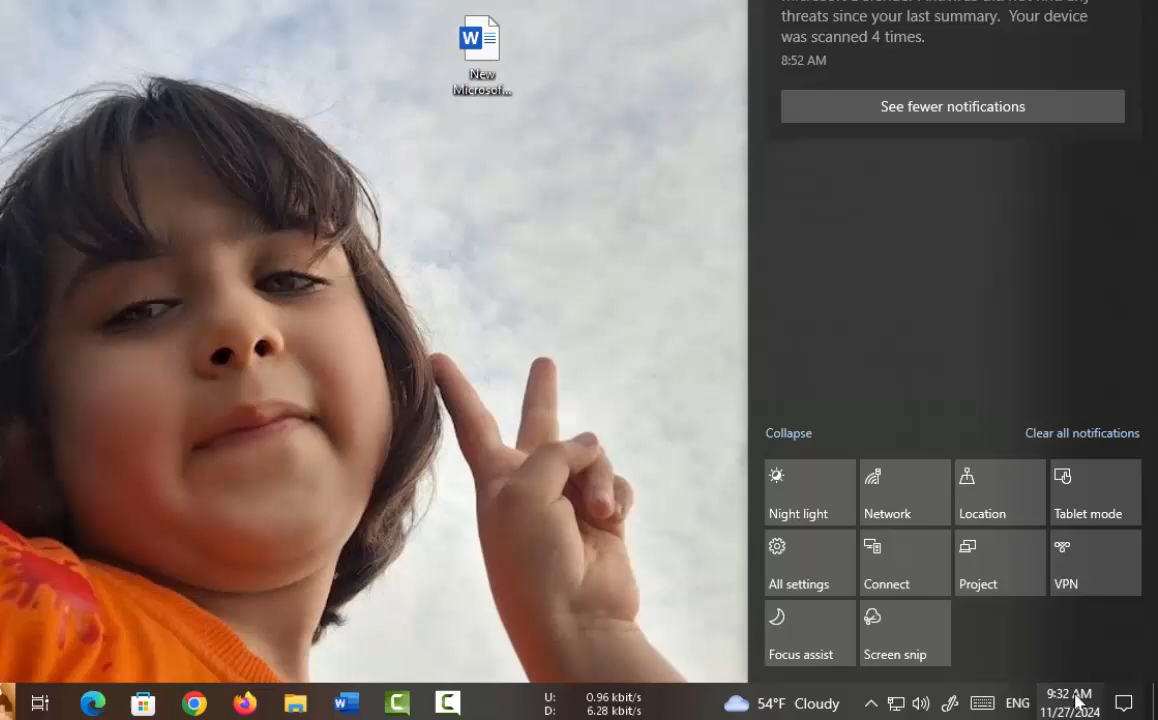 threats since your last summary.  Your device
was scanned 4 times.
8:52 AM
See fewer notifications
W
New
Microsof...
Collapse
Clear all notifications
Night light
Network
Location
Tablet mode
All settings
Connect
Project
VPN
Focus assist
Screen snip
W
C
C
U: 0.96 kbit/s
D: 6.28 kbit/s
54°F Cloudy
ENG
9:32 AM
11/27/2024